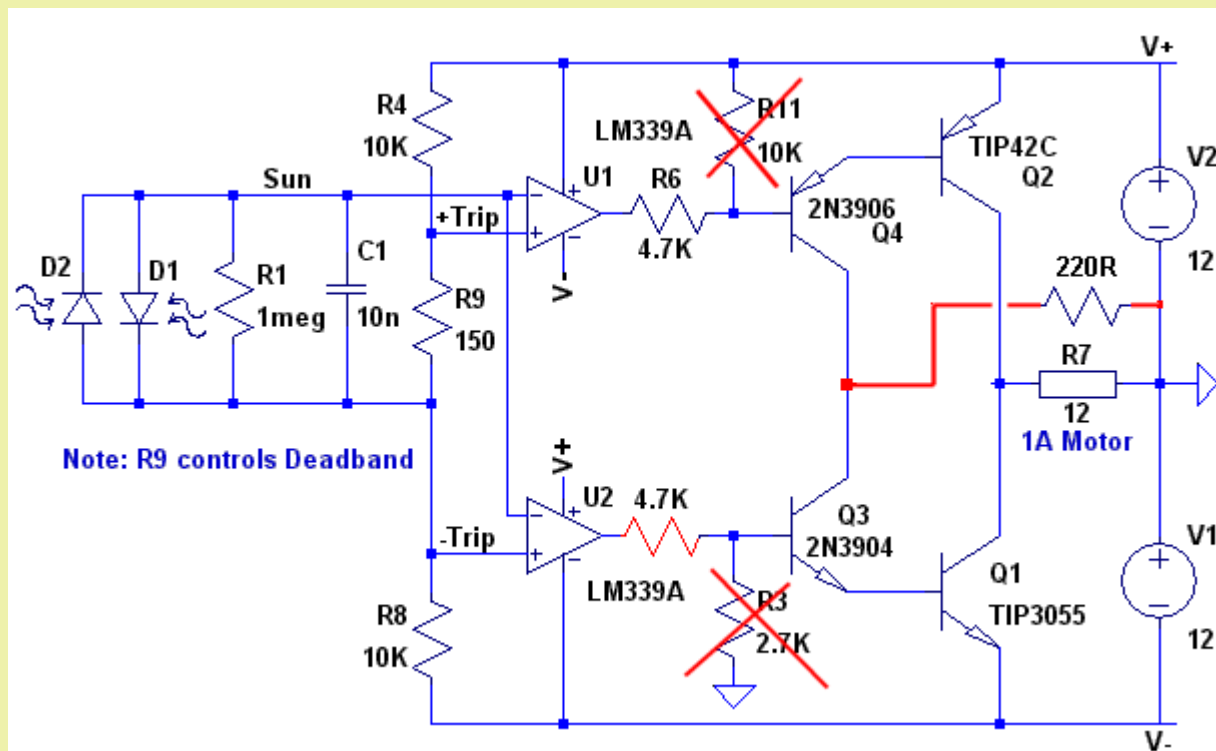 V+
R4
10K
LM339A
R11
10K
TIP42C
Q2
V2
12
Sun
U1
R6
4.7K
2N3906
Q4
+Trip
D2
D1
R1
1meg
C1
10n
R9
150
V-
220R
R7
12
1A Motor
Note: R9 controls Deadband
V+
U2
4.7K
Q3
2N3904
V1
12
-Trip
LM339A
R3
2.7K
Q1
TIP3055
R8
10K
V-